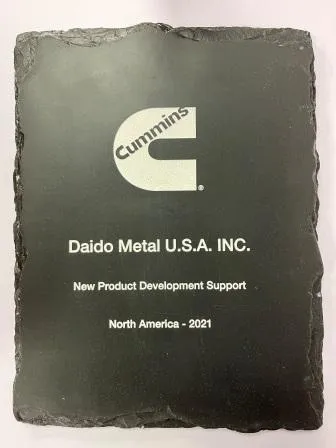 Cummins
®
Daido Metal U.S.A. INC.
New Product Development Support
North America - 2021